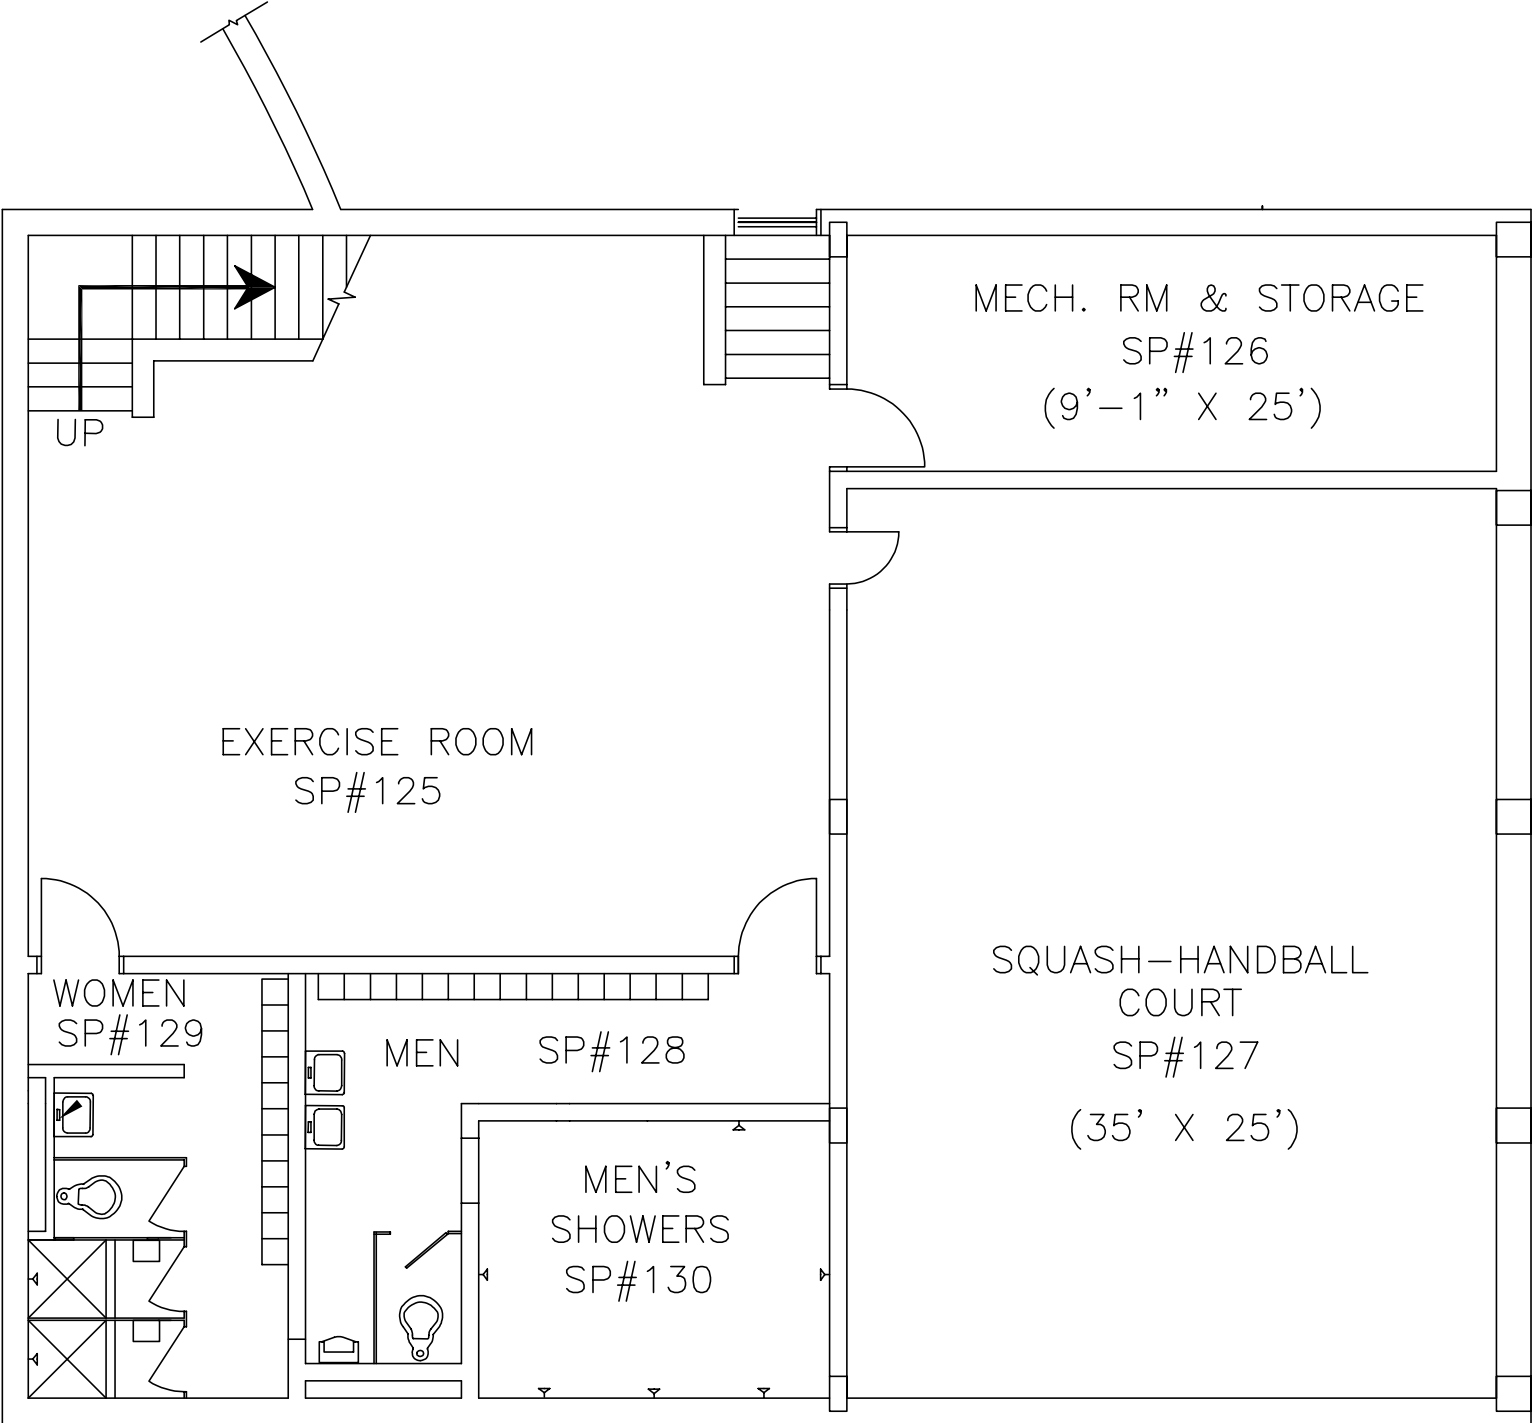 MECH. RM & STORAGE
SP#126
(9'-1" X 25')
UP
EXERCISE ROOM
SP#125
WOMEN
SP#129
MEN SP#128
SQUASH-HANDBALL
COURT
SP#127
(35' X 25')
MEN'S
SHOWERS
SP#130